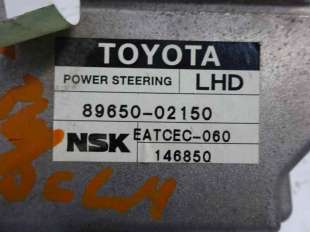 TOYOTA
POWER STEERING LHD
89650-02150
NSK EATCEC-060
146850